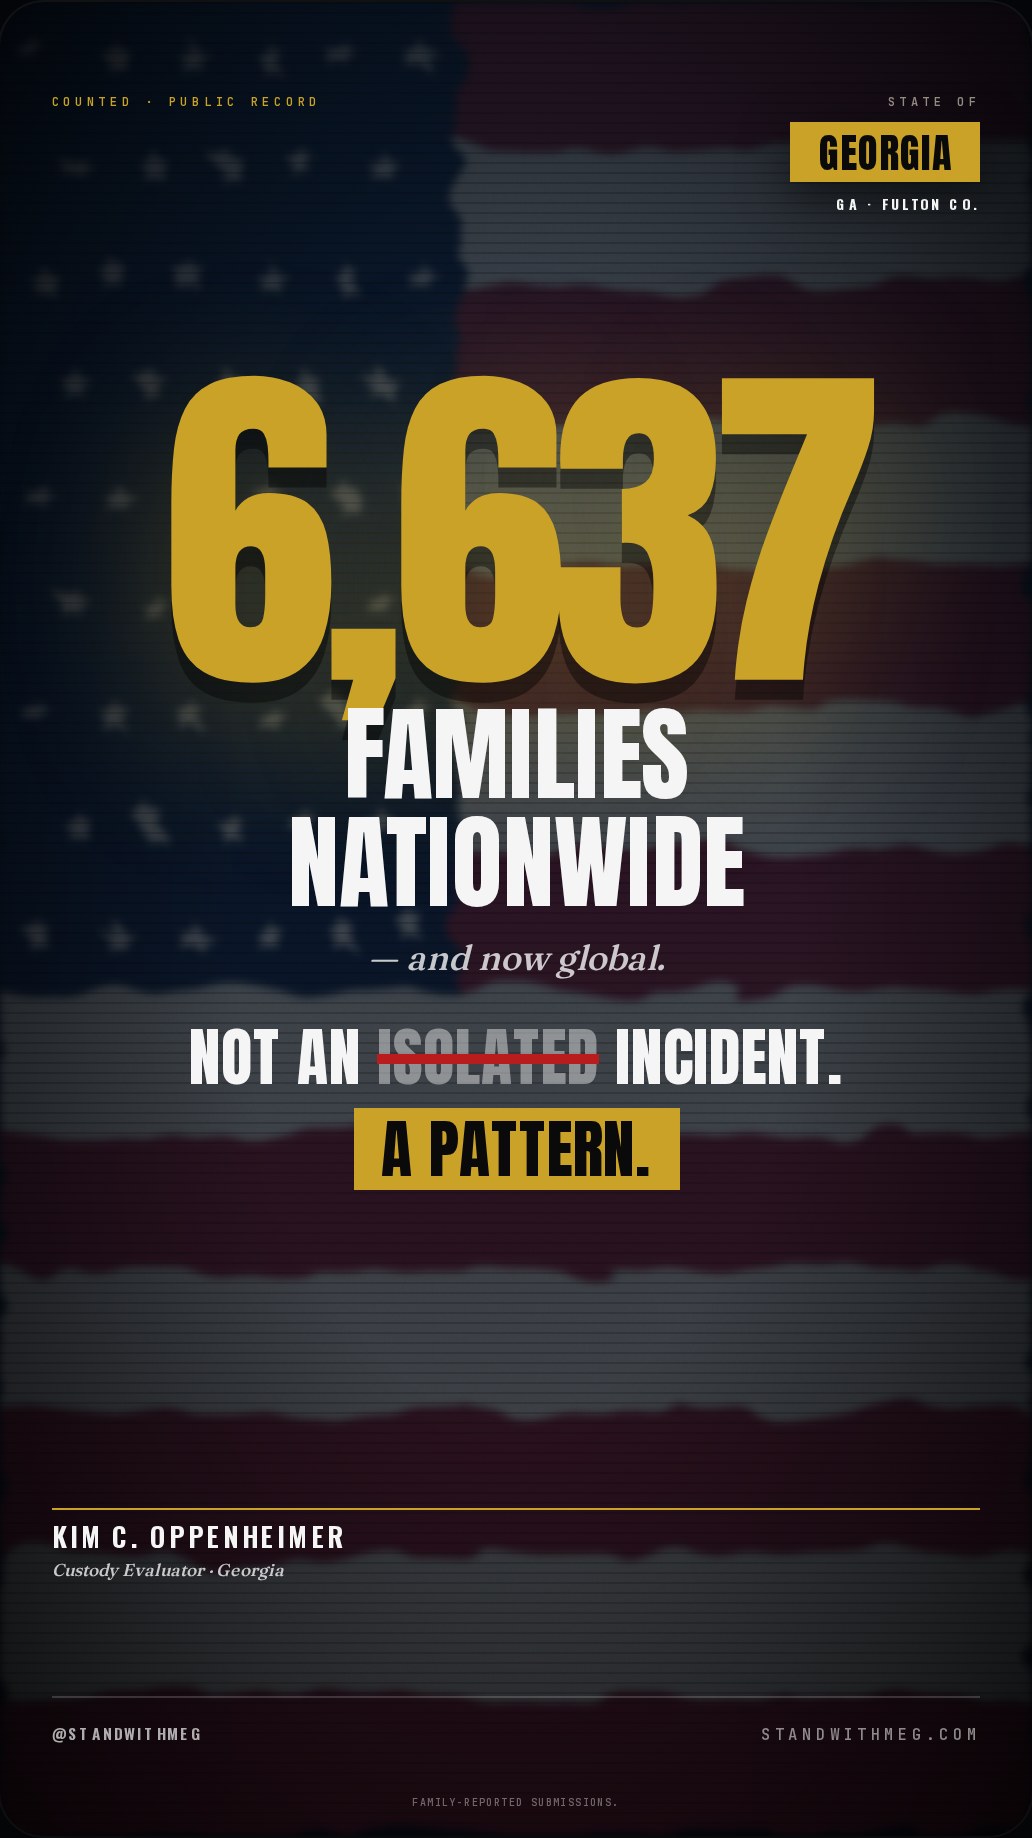 COUNTED · PUBLIC RECORD
STATE OF
GEORGIA
GA · FULTON CO.
6,637
FAMILIES
NATIONWIDE
— and now global.
NOT AN ISOLATED INCIDENT.
A PATTERN.
KIM C. OPPENHEIMER
Custody Evaluator · Georgia
@STANDWITHMEG
STANDWITHMEG.COM
FAMILY-REPORTED SUBMISSIONS.